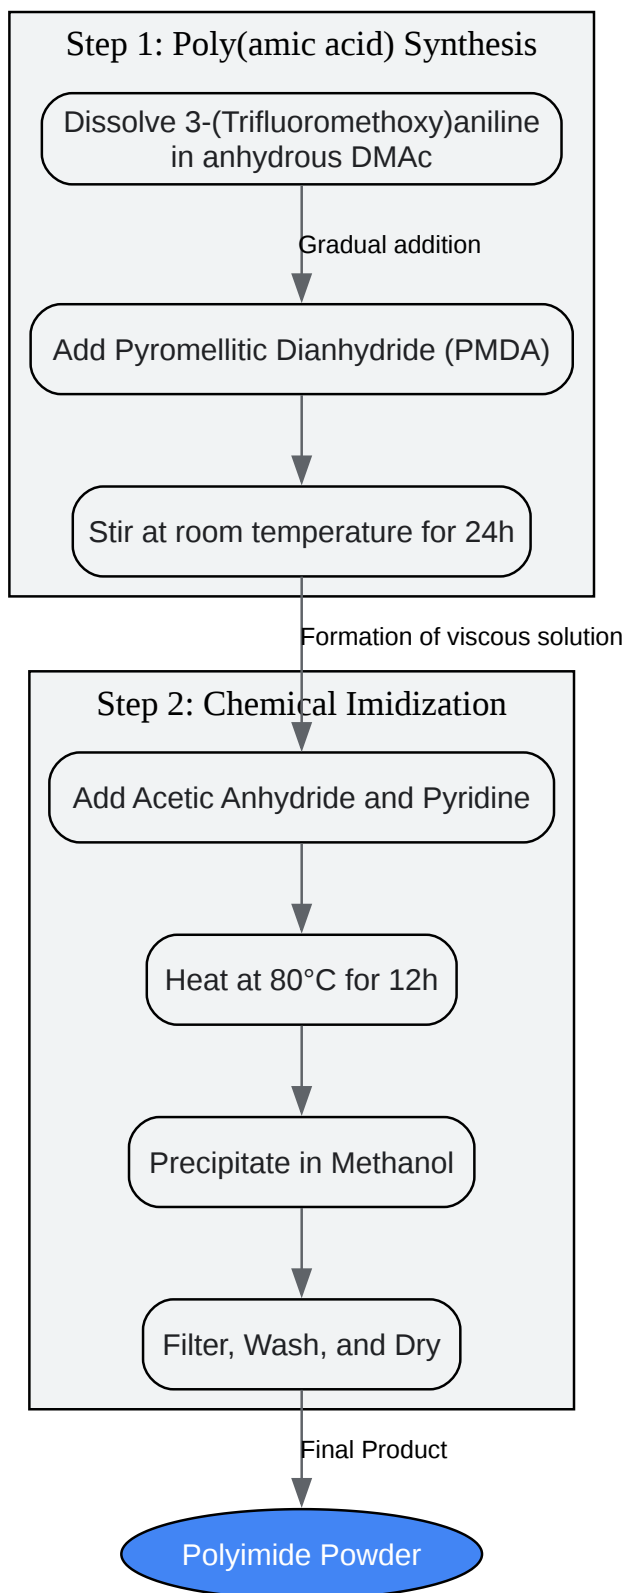 Step 1: Poly(amic acid) Synthesis
Dissolve 3-(Trifluoromethoxy)aniline
in anhydrous DMAc
Gradual addition
Add Pyromellitic Dianhydride (PMDA)
Stir at room temperature for 24h
Formation of viscous solution
Step 2: Chemical Imidization
Add Acetic Anhydride and Pyridine
Heat at 80°C for 12h
Precipitate in Methanol
Filter, Wash, and Dry
Final Product
Polyimide Powder